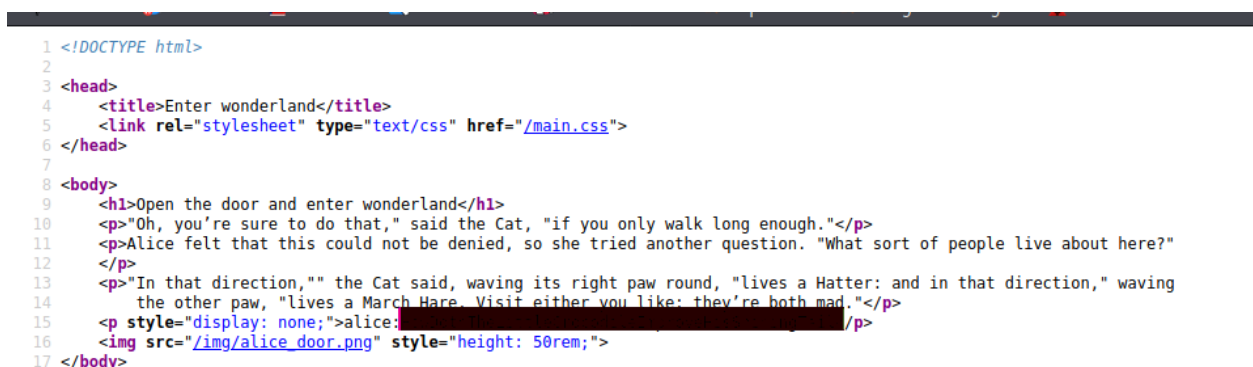 1 <!DOCTYPE html>
2
3 <head>
4 <title>Enter wonderland</title>
5 <link rel="stylesheet" type="text/css" href="/main.css">
6 </head>
7
8 <body>
9 <h1>Open the door and enter wonderland</h1>
10 <p>"Oh, you’re sure to do that," said the Cat, "if you only walk long enough."</p>
11 <p>Alice felt that this could not be denied, so she tried another question. "What sort of people live about here?"
12 </p>
13 <p>"In that direction,"" the Cat said, waving its right paw round, "lives a Hatter: and in that direction," waving
14 the other paw, "lives a March Hare. Visit either you like: they’re both mad."</p>
15 <p style="display: none;">alice: /p>
16 <img src="/img/alice_door.png" style="height: 50rem;">
17 </body>